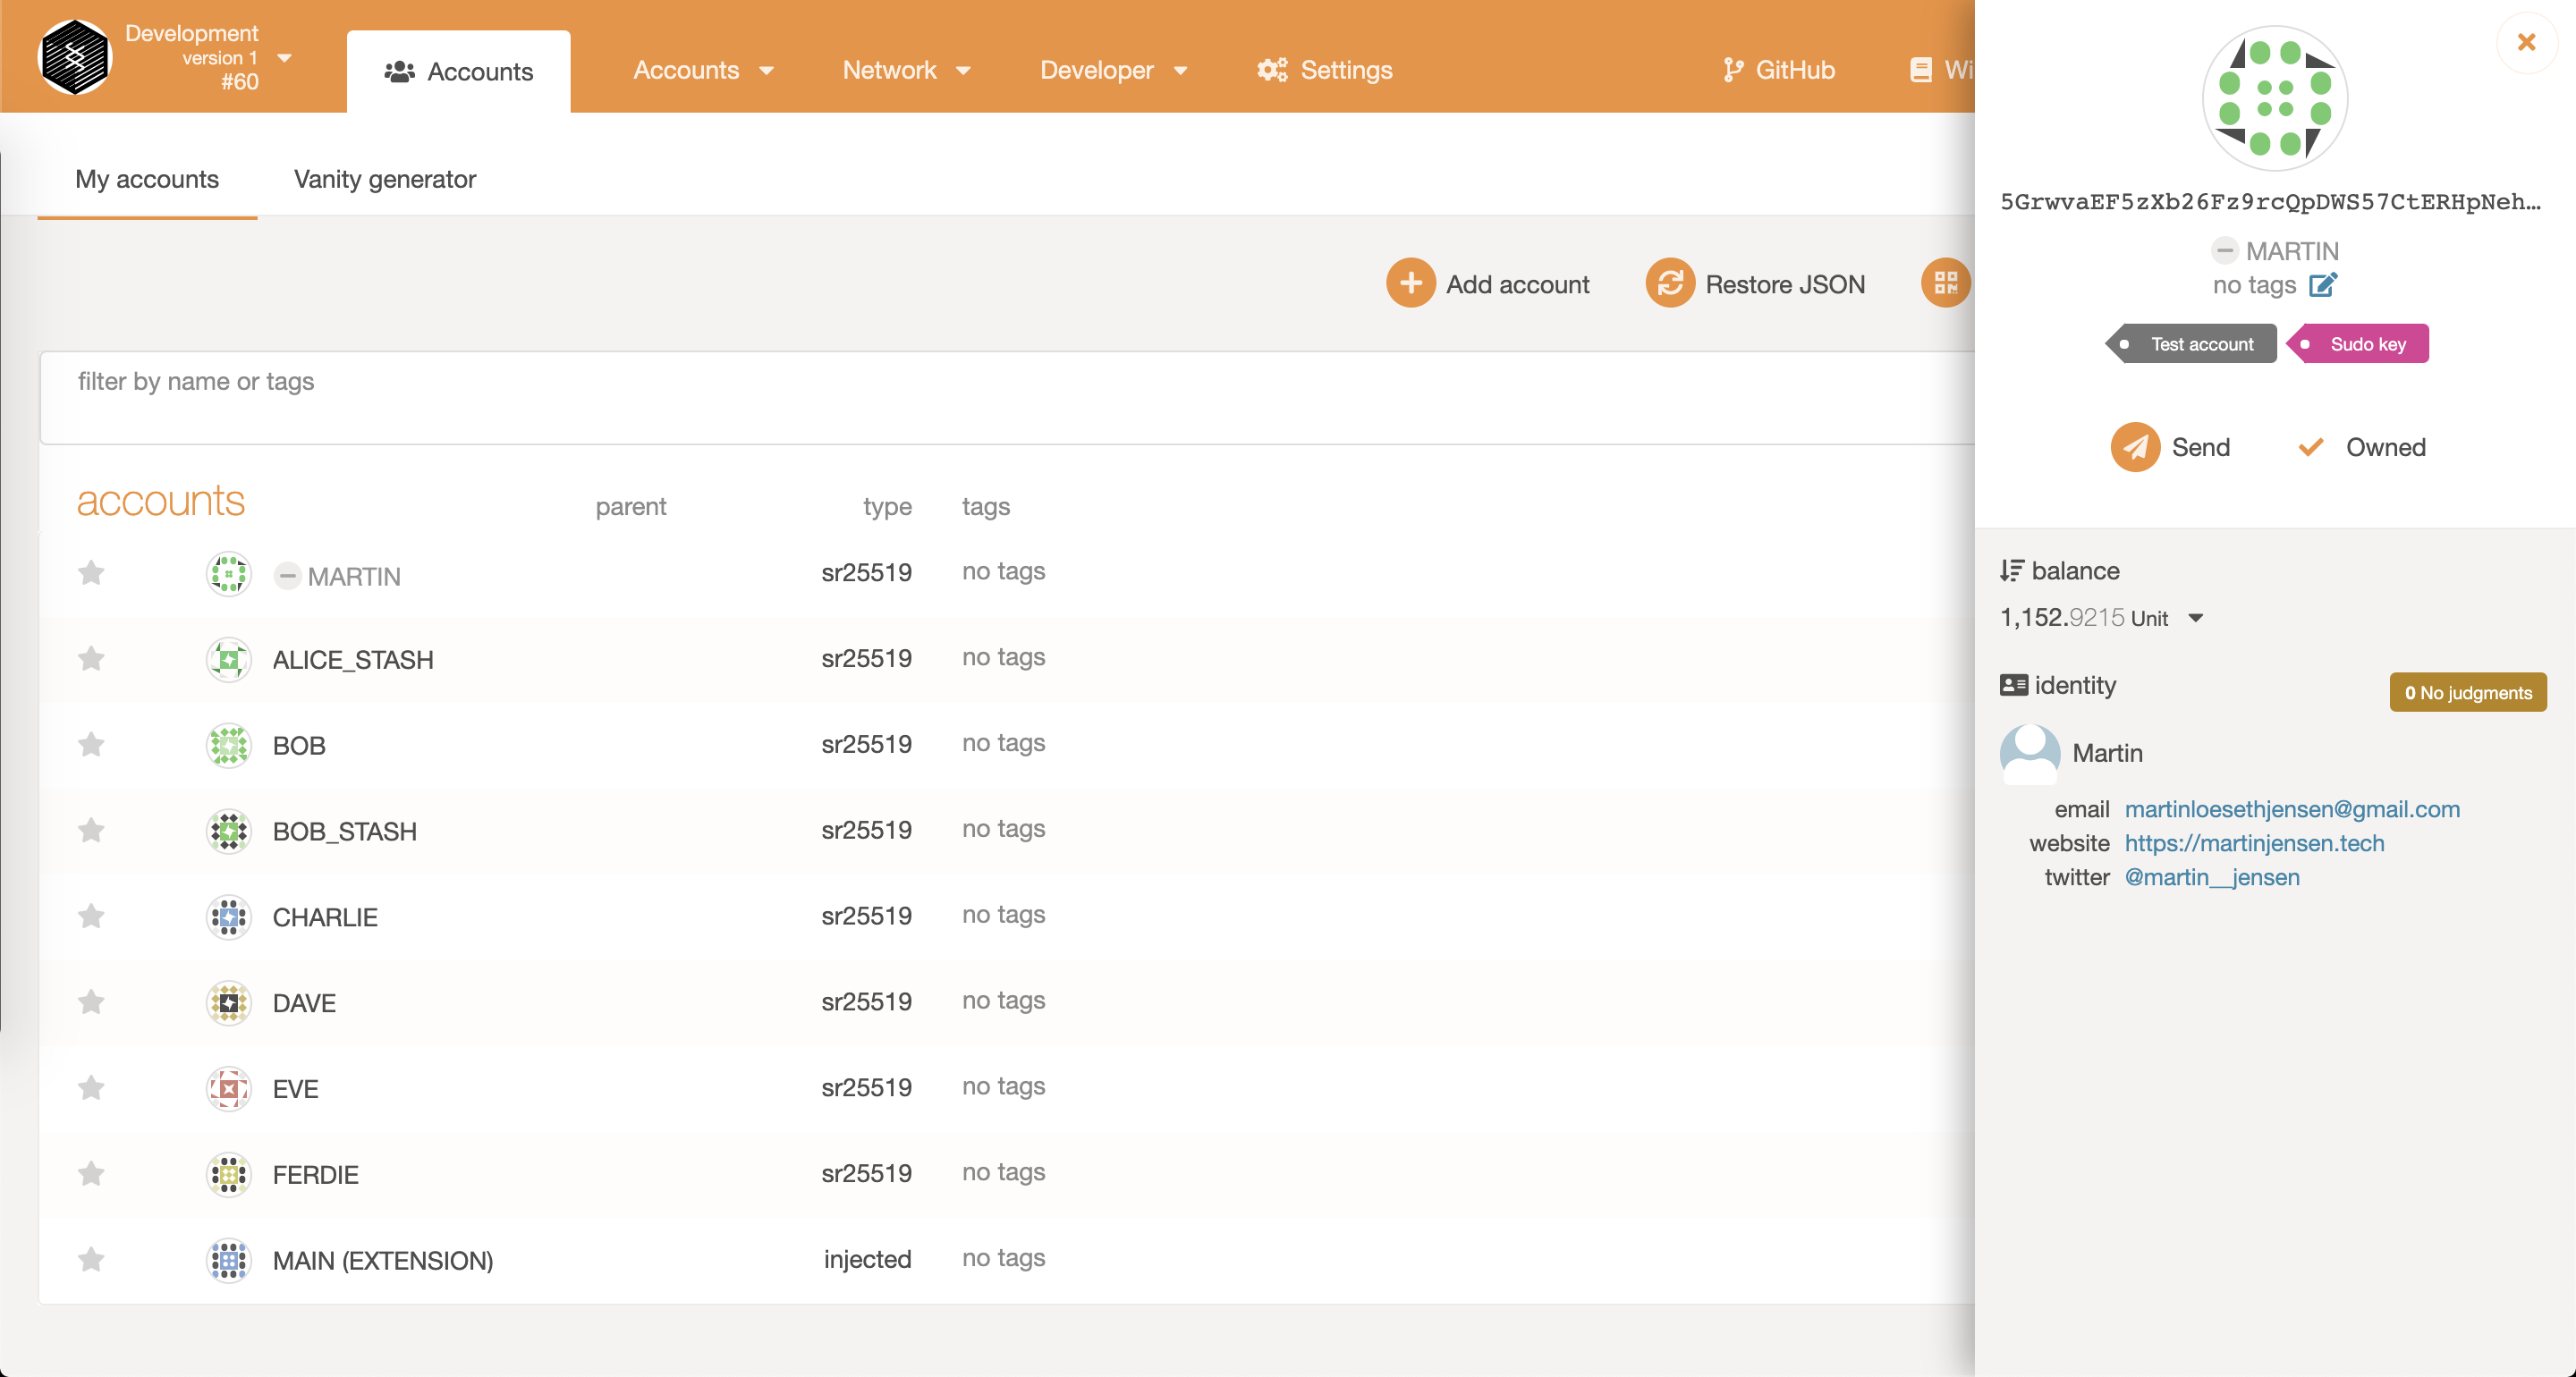 Development
version 1
#60
Accounts
Accounts
Network
Developer
Settings
GitHub
Wi
My accounts
Vanity generator
Add account
Restore JSON
filter by name or tags
accounts parent type tags
MARTIN sr25519 no tags
ALICE_STASH sr25519 no tags
BOB sr25519 no tags
BOB_STASH sr25519 no tags
CHARLIE sr25519 no tags
DAVE sr25519 no tags
EVE sr25519 no tags
FERDIE sr25519 no tags
MAIN (EXTENSION) injected no tags
5GrwvaEF5zXb26Fz9rcQpDWS57CtERHpNeh…
MARTIN
no tags
Test account
Sudo key
Send
Owned
balance
1,152.9215 Unit
identity
0 No judgments
Martin
email martinloesethjensen@gmail.com
website https://martinjensen.tech
twitter @martin__jensen